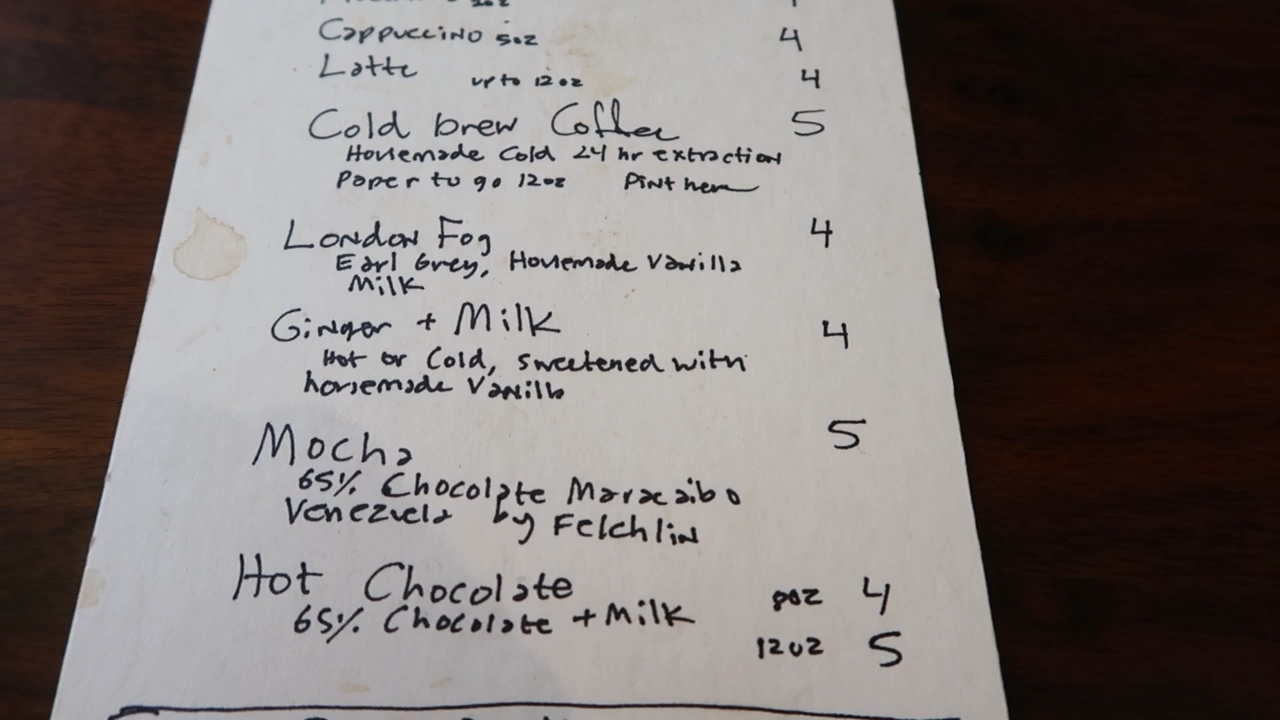 Cappuccino 5oz 4
Latte up to 12oz 4
Cold brew Coffee 5
Housemade Cold 24 hr extraction
Paper to go 12oz Pint here
London Fog 4
Earl Grey, Housemade Vanilla
Milk
Ginger + Milk 4
Hot or Cold, sweetened with
housemade Vanilla
Mocha 5
65% Chocolate Maracaibo
Venezuela by Felchlin
Hot Chocolate 8oz 4
65% Chocolate + Milk
12oz 5